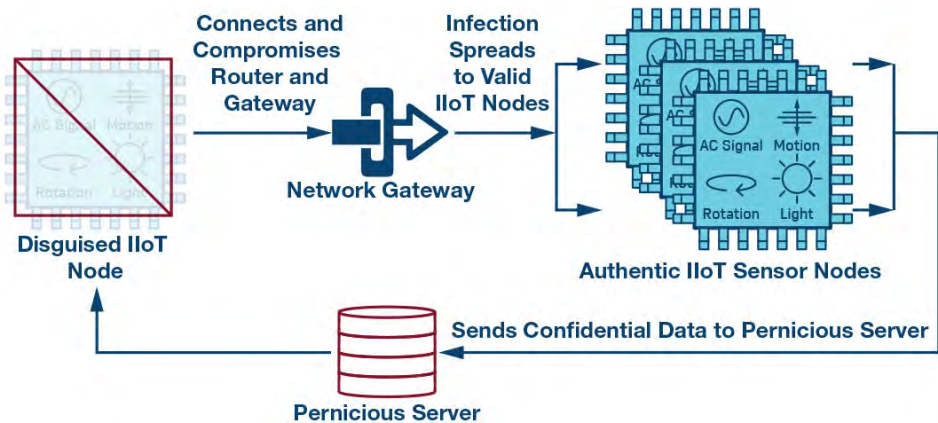 Connects and
Compromises
Router and
Gateway
Infection
Spreads
to Valid
IIoT Nodes
AC Signal Motion
Rotation Light
Disguised IIoT
Node
Network Gateway
AC Signal Motion
Rotation Light
Authentic IIoT Sensor Nodes
Sends Confidential Data to Pernicious Server
Pernicious Server